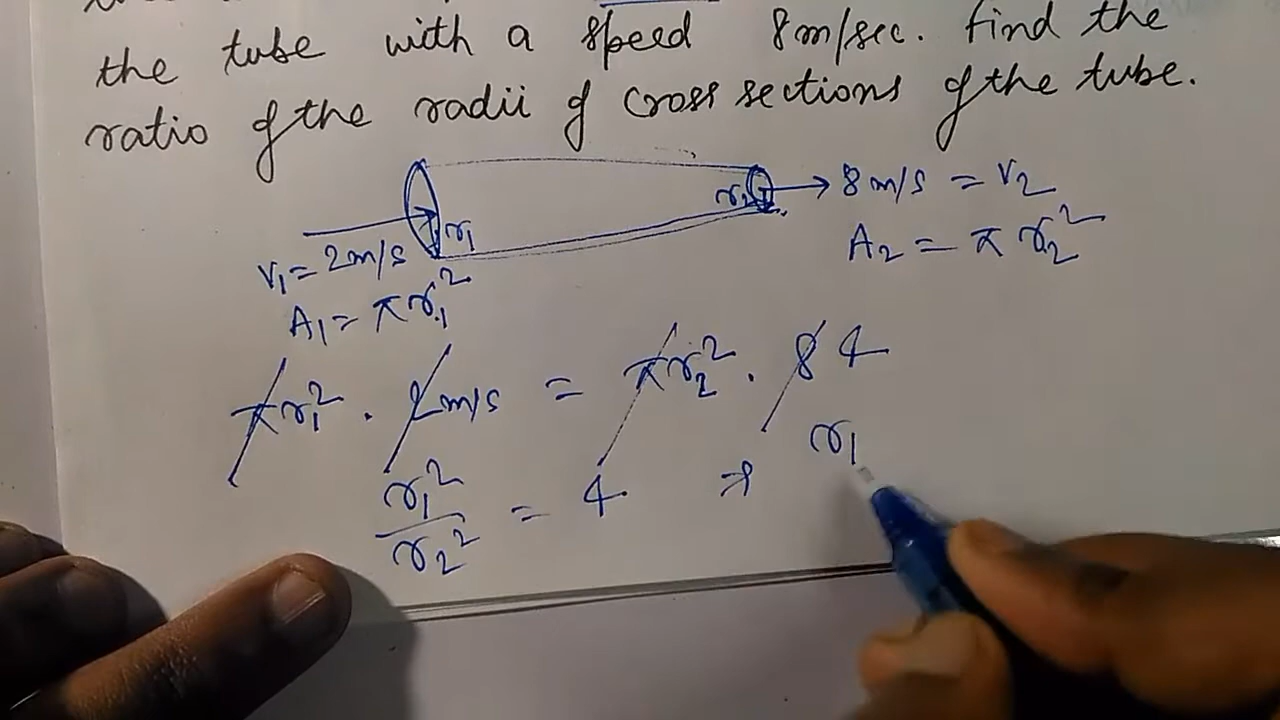 the tube with a speed 8m/sec. find the
ratio of the radii of cross sections of the tube.
r2 8 m/s = V2
r1
V1 = 2m/s
A2 = π r2²
A1 = π r1²
π r1² . 2m/s = π r2² . 8 4
r1
r1² / r2² = 4 ⇒